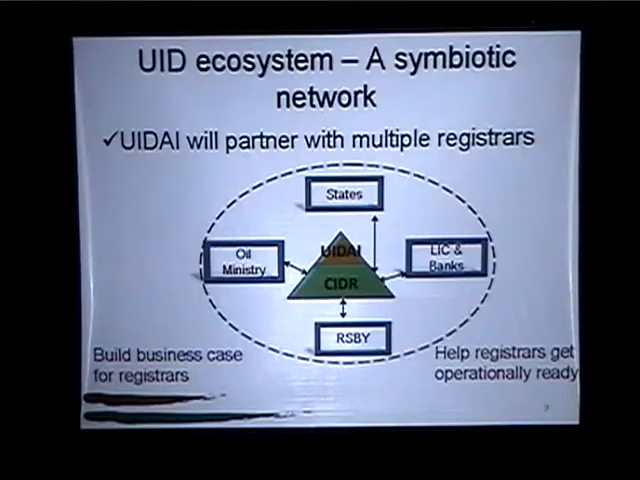 UID ecosystem – A symbiotic
network
✓UIDAI will partner with multiple registrars
States
UIDAI
Oil
Ministry
LIC &
Banks
CIDR
RSBY
Build business case
for registrars
Help registrars get
operationally ready